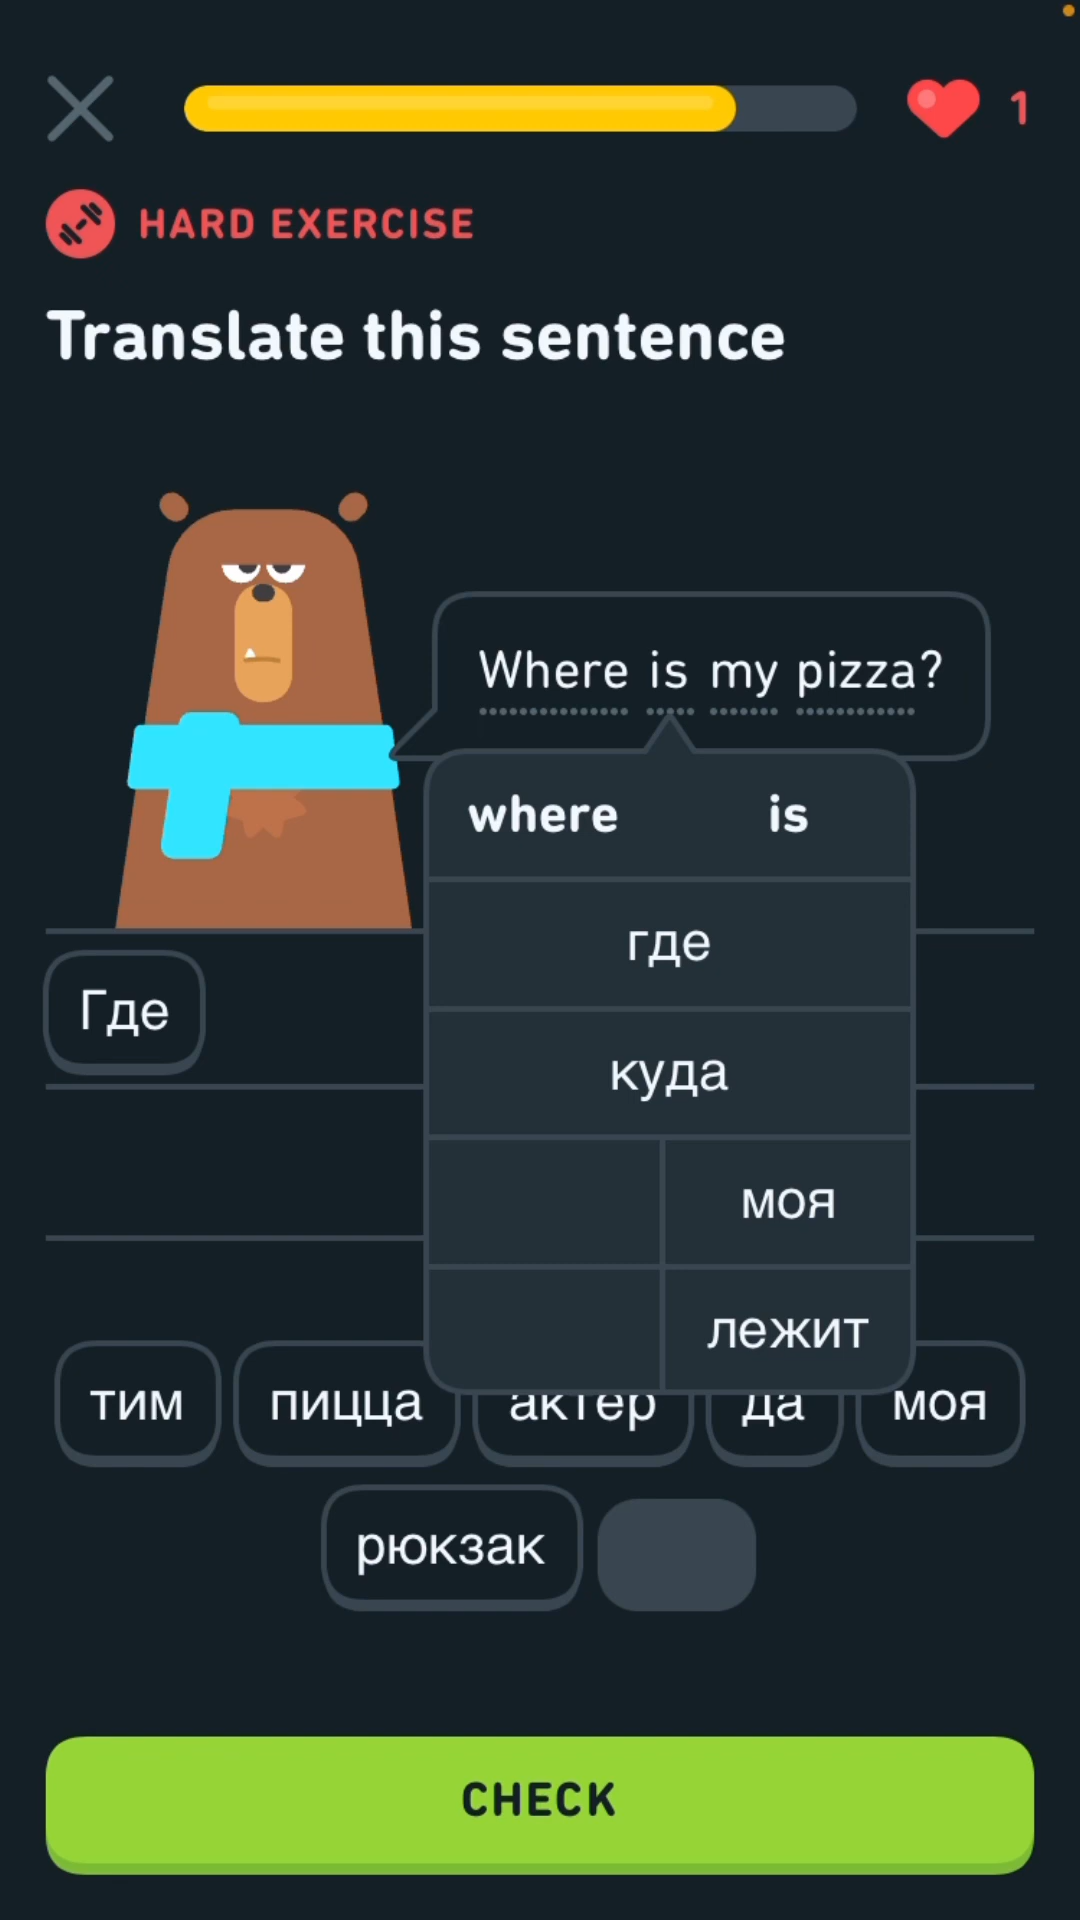 1
HARD EXERCISE
Translate this sentence
Where is my pizza?
where is
где
куда
моя
лежит
Где
тим пицца актер да моя
рюкзак
CHECK